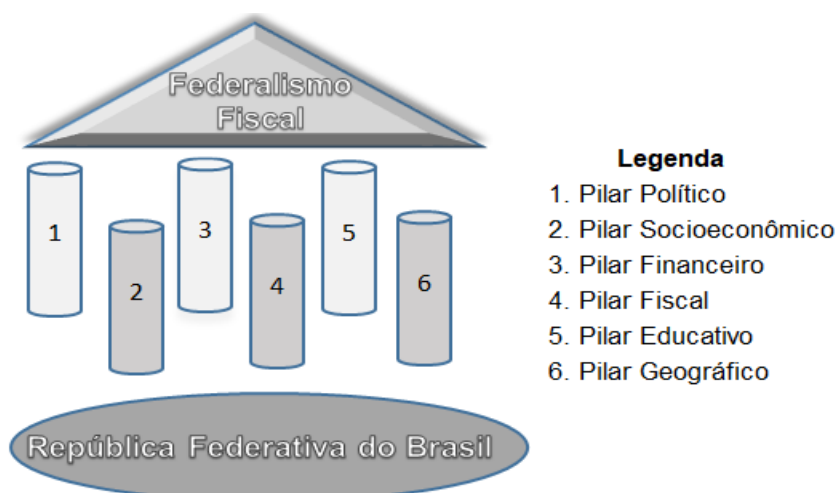 Federalismo
Fiscal
1
3
5
2
4
6
República Federativa do Brasil
Legenda
1. Pilar Político
2. Pilar Socioeconômico
3. Pilar Financeiro
4. Pilar Fiscal
5. Pilar Educativo
6. Pilar Geográfico